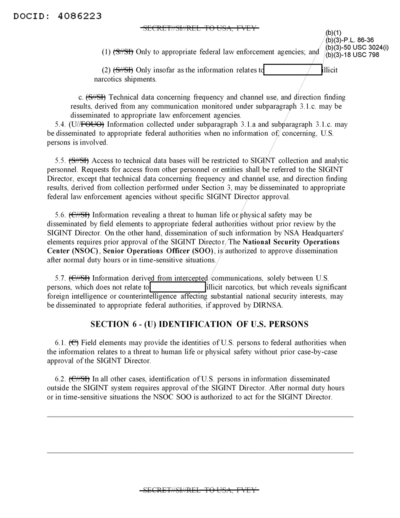 DOCID: 4086223
SECRET//SI//REL TO USA, FVEY
(b)(1)
(b)(3)-P.L. 86-36
(b)(3)-50 USC 3024(i)
(b)(3)-18 USC 798
(1) (S//SI) Only to appropriate federal law enforcement agencies; and
(2) (S//SI) Only insofar as the information relates to illicit
narcotics shipments.
c. (S//SI) Technical data concerning frequency and channel use, and direction finding
results, derived from any communication monitored under subparagraph 3.1.c. may be
disseminated to appropriate law enforcement agencies.
5.4. (U//FOUO) Information collected under subparagraph 3.1.a and subparagraph 3.1.c. may
be disseminated to appropriate federal authorities when no information of, concerning, U.S.
persons is involved.
5.5. (S//SI) Access to technical data bases will be restricted to SIGINT collection and analytic
personnel. Requests for access from other personnel or entities shall be referred to the SIGINT
Director, except that technical data concerning frequency and channel use, and direction finding
results, derived from collection performed under Section 3, may be disseminated to appropriate
federal law enforcement agencies without specific SIGINT Director approval.
5.6. (C//SI) Information revealing a threat to human life or physical safety may be
disseminated by field elements to appropriate federal authorities without prior review by the
SIGINT Director. On the other hand, dissemination of such information by NSA Headquarters'
elements requires prior approval of the SIGINT Director. The National Security Operations
Center (NSOC), Senior Operations Officer (SOO), is authorized to approve dissemination
after normal duty hours or in time-sensitive situations.
5.7. (C//SI) Information derived from intercepted communications, solely between U.S.
persons, which does not relate to illicit narcotics, but which reveals significant
foreign intelligence or counterintelligence affecting substantial national security interests, may
be disseminated to appropriate federal authorities, if approved by DIRNSA.
SECTION 6 - (U) IDENTIFICATION OF U.S. PERSONS
6.1. (C) Field elements may provide the identities of U.S. persons to federal authorities when
the information relates to a threat to human life or physical safety without prior case-by-case
approval of the SIGINT Director.
6.2. (C//SI) In all other cases, identification of U.S. persons in information disseminated
outside the SIGINT system requires approval of the SIGINT Director. After normal duty hours
or in time-sensitive situations the NSOC SOO is authorized to act for the SIGINT Director.
SECRET//SI//REL TO USA, FVEY